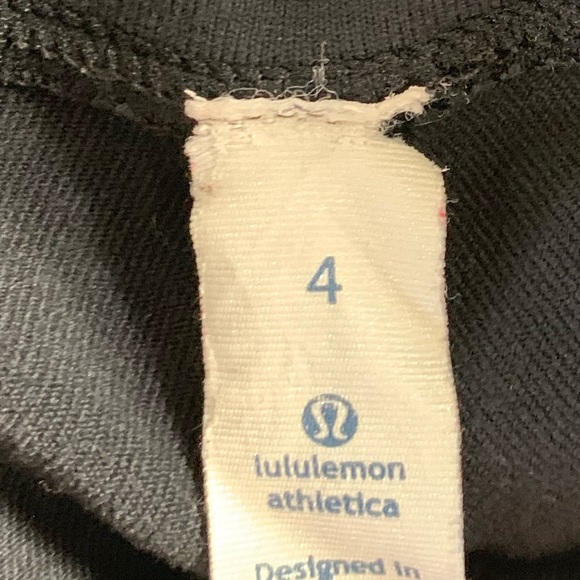 4
lululemon
athletica
Designed in